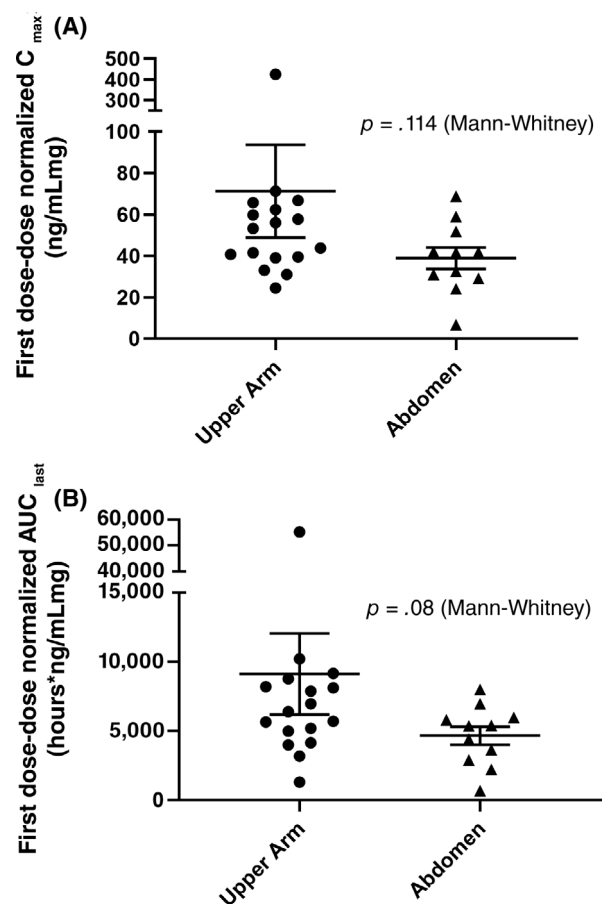 (A)
First dose-dose normalized C max
(ng/mLmg)
500
400
300
100
80
60
40
20
0
p = .114 (Mann-Whitney)
Upper Arm
Abdomen
(B)
First dose-dose normalized AUC last
(hours*ng/mLmg)
60,000
50,000
40,000
15,000
10,000
5,000
0
p = .08 (Mann-Whitney)
Upper Arm
Abdomen